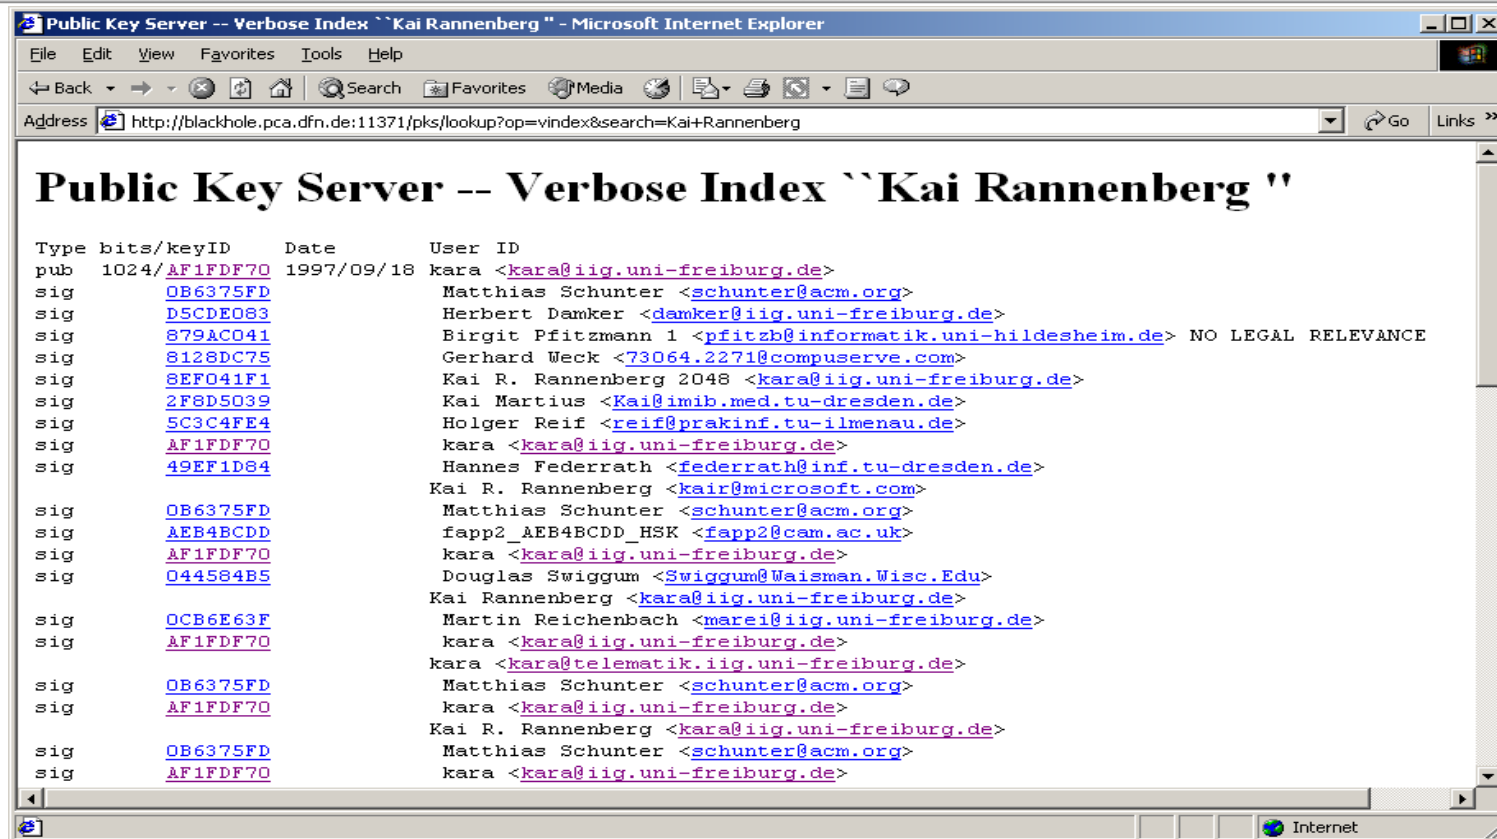 Public Key Server -- Verbose Index ``Kai Rannenberg '' - Microsoft Internet Explorer
File Edit View Favorites Tools Help
Back Search Favorites Media
Address http://blackhole.pca.dfn.de:11371/pks/lookup?op=vindex&search=Kai+Rannenberg Go Links »
Public Key Server -- Verbose Index ``Kai Rannenberg ''
Type bits/keyID Date User ID
pub 1024/AF1FDF70 1997/09/18 kara <kara@iig.uni-freiburg.de>
sig 0B6375FD Matthias Schunter <schunter@acm.org>
sig D5CDE083 Herbert Damker <damker@iig.uni-freiburg.de>
sig 879AC041 Birgit Pfitzmann 1 <pfitzb@informatik.uni-hildesheim.de> NO LEGAL RELEVANCE
sig 8128DC75 Gerhard Weck <73064.2271@compuserve.com>
sig 8EF041F1 Kai R. Rannenberg 2048 <kara@iig.uni-freiburg.de>
sig 2F8D5039 Kai Martius <Kai@imib.med.tu-dresden.de>
sig 5C3C4FE4 Holger Reif <reif@prakinf.tu-ilmenau.de>
sig AF1FDF70 kara <kara@iig.uni-freiburg.de>
sig 49EF1D84 Hannes Federrath <federrath@inf.tu-dresden.de>
Kai R. Rannenberg <kair@microsoft.com>
sig 0B6375FD Matthias Schunter <schunter@acm.org>
sig AEB4BCDD fapp2_AEB4BCDD_HSK <fapp2@cam.ac.uk>
sig AF1FDF70 kara <kara@iig.uni-freiburg.de>
sig 044584B5 Douglas Swiggum <Swiggum@Waisman.Wisc.Edu>
Kai Rannenberg <kara@iig.uni-freiburg.de>
sig 0CB6E63F Martin Reichenbach <marei@iig.uni-freiburg.de>
sig AF1FDF70 kara <kara@iig.uni-freiburg.de>
kara <kara@telematik.iig.uni-freiburg.de>
sig 0B6375FD Matthias Schunter <schunter@acm.org>
sig AF1FDF70 kara <kara@iig.uni-freiburg.de>
Kai R. Rannenberg <kara@iig.uni-freiburg.de>
sig 0B6375FD Matthias Schunter <schunter@acm.org>
sig AF1FDF70 kara <kara@iig.uni-freiburg.de>
Internet